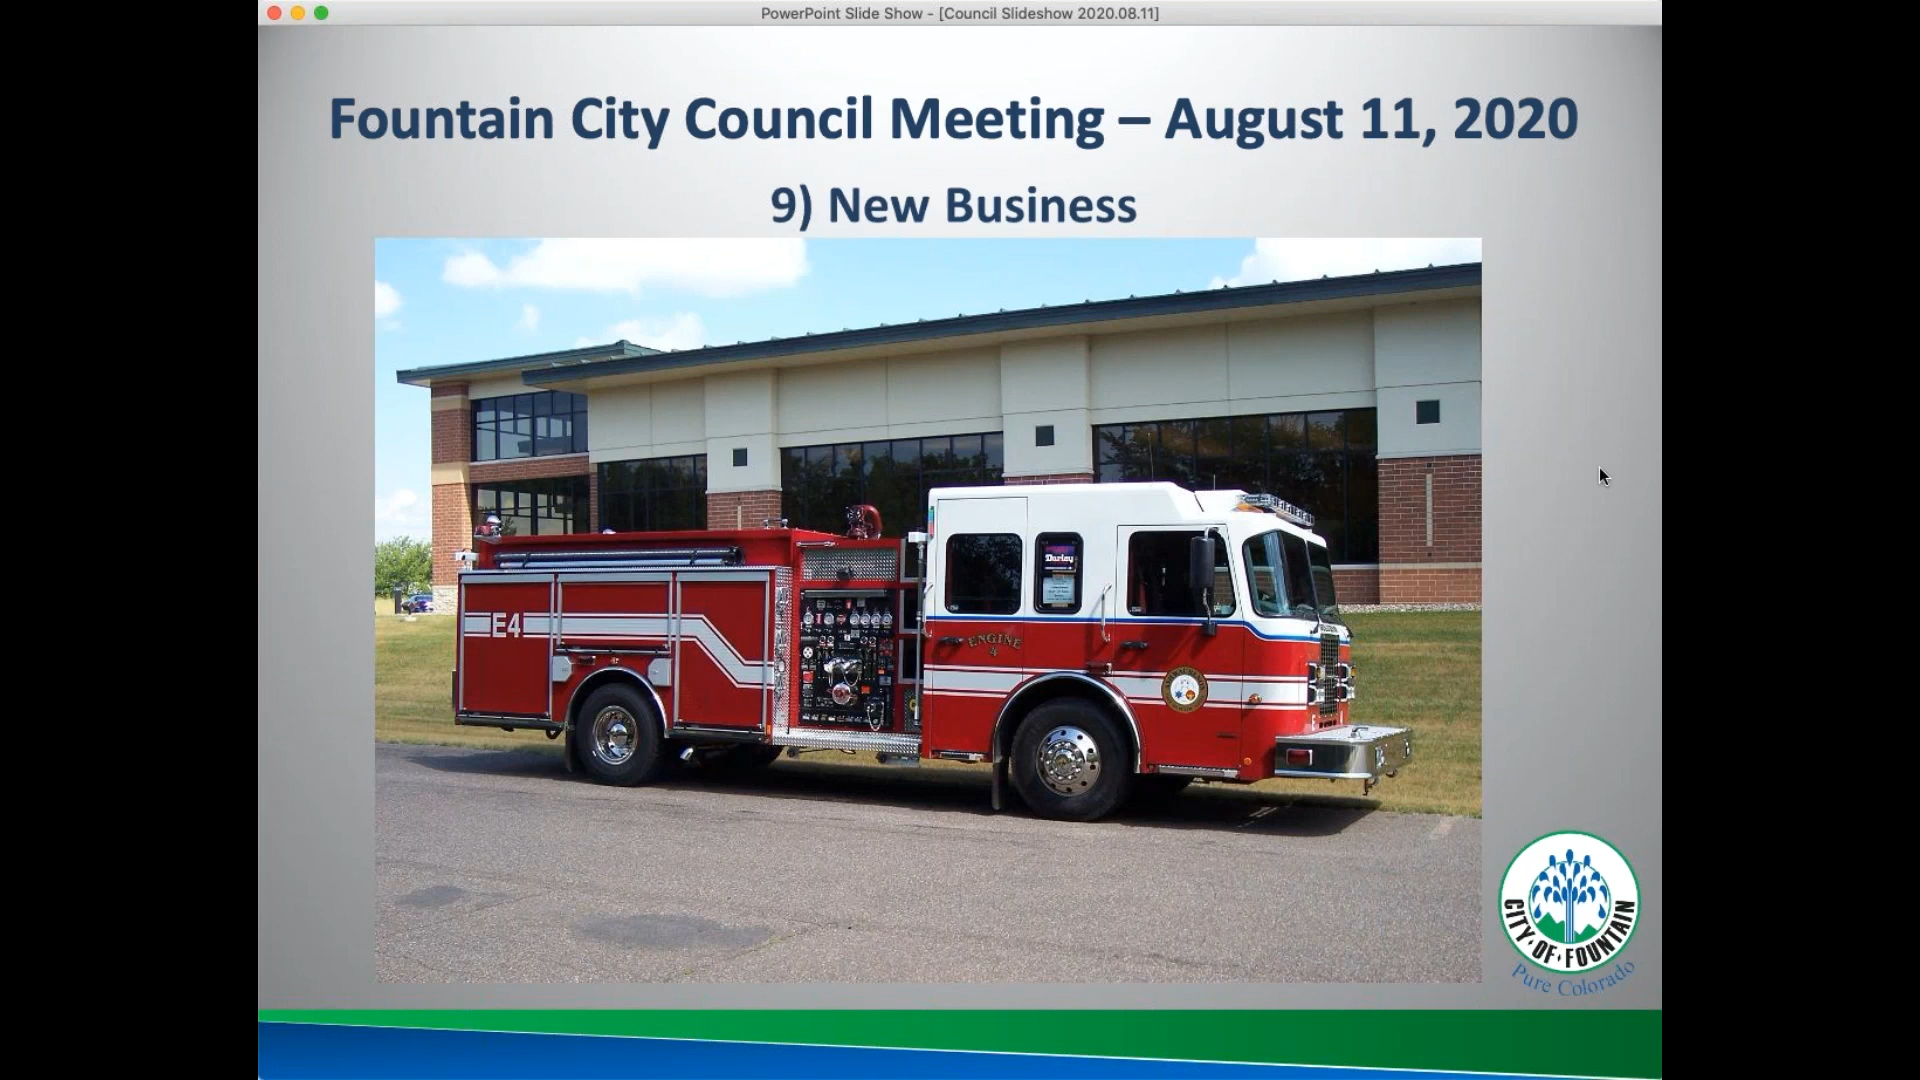 PowerPoint Slide Show - [Council Slideshow 2020.08.11]
Fountain City Council Meeting – August 11, 2020
9) New Business
Darley
E4
ENGINE
4
CITY OF FOUNTAIN
Pure Colorado